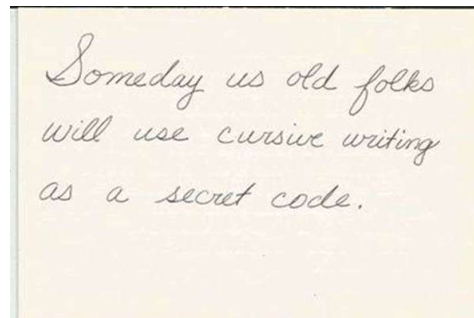 Someday us old folks
will use cursive writing
as a secret code.